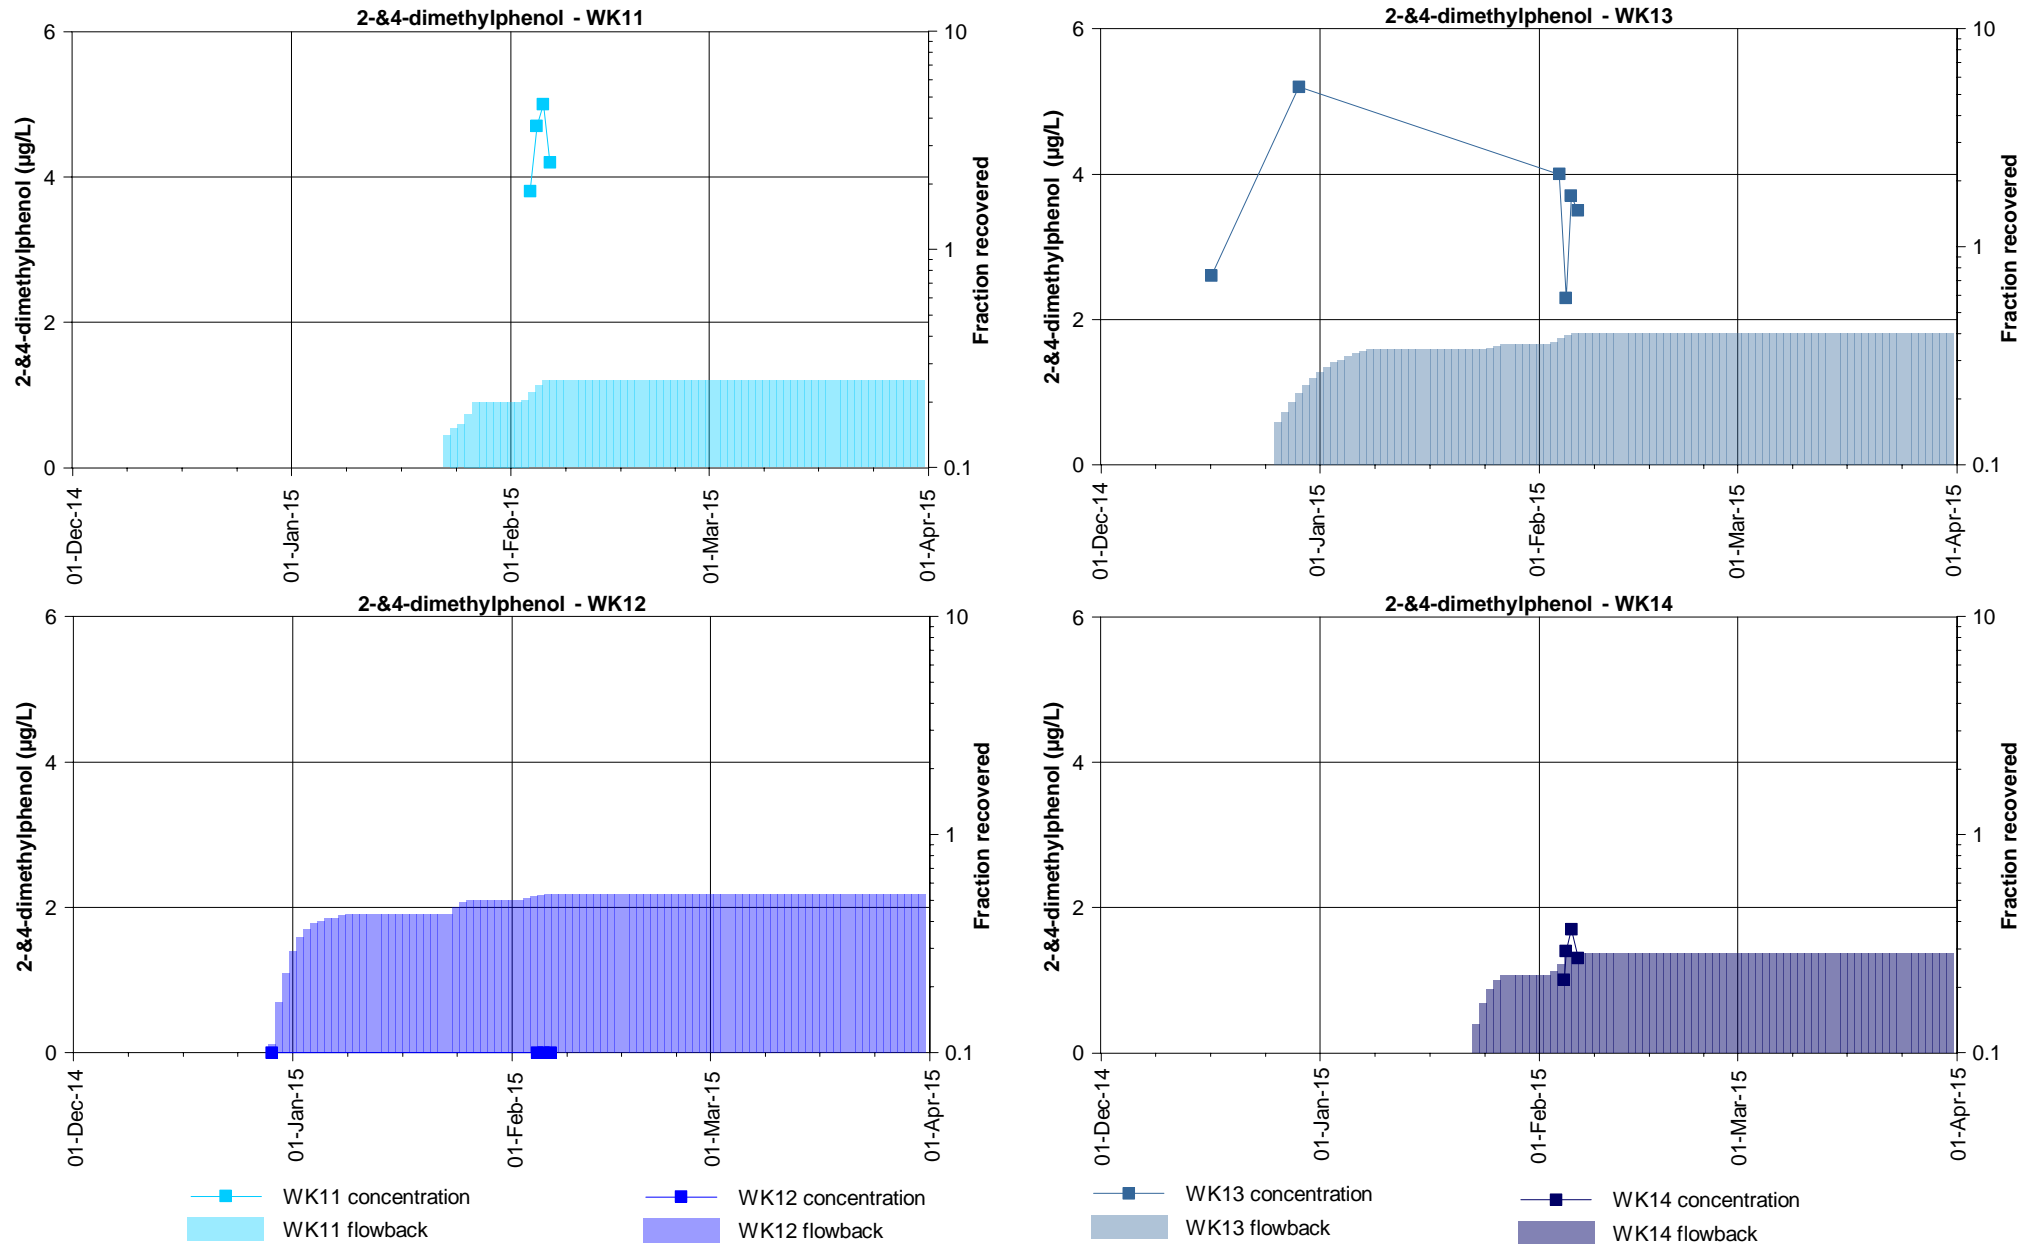 2-&4-dimethylphenol - WK11
6
4
2
0
2-&4-dimethylphenol (µg/L)
10
1
0.1
Fraction recovered
01-Dec-14
01-Jan-15
01-Feb-15
01-Mar-15
01-Apr-15
2-&4-dimethylphenol - WK13
6
4
2
0
2-&4-dimethylphenol (µg/L)
10
1
0.1
Fraction recovered
01-Dec-14
01-Jan-15
01-Feb-15
01-Mar-15
01-Apr-15
2-&4-dimethylphenol - WK12
6
4
2
0
2-&4-dimethylphenol (µg/L)
10
1
0.1
Fraction recovered
01-Dec-14
01-Jan-15
01-Feb-15
01-Mar-15
01-Apr-15
2-&4-dimethylphenol - WK14
6
4
2
0
2-&4-dimethylphenol (µg/L)
10
1
0.1
Fraction recovered
01-Dec-14
01-Jan-15
01-Feb-15
01-Mar-15
01-Apr-15
WK11 concentration
WK11 flowback
WK12 concentration
WK12 flowback
WK13 concentration
WK13 flowback
WK14 concentration
WK14 flowback